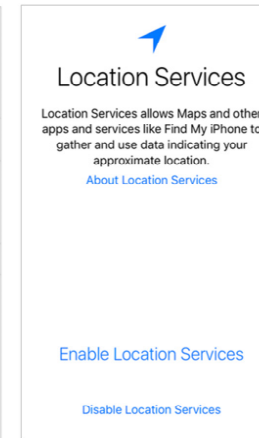 Location Services
Location Services allows Maps and other
apps and services like Find My iPhone to
gather and use data indicating your
approximate location.
About Location Services
Enable Location Services
Disable Location Services